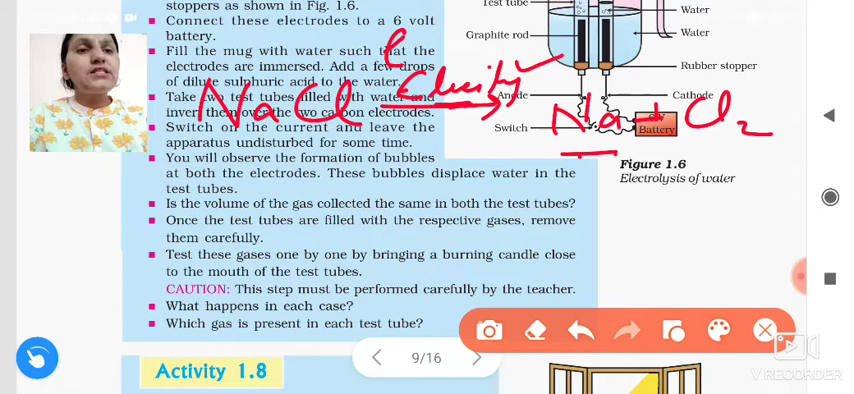 stoppers as shown in Fig. 1.6.
Connect these electrodes to a 6 volt
battery.
Fill the mug with water such that the
electrodes are immersed. Add a few drops
of dilute sulphuric acid to the water.
Take two test tubes filled with water and
invert them over the two carbon electrodes.
Switch on the current and leave the
apparatus undisturbed for some time.
You will observe the formation of bubbles
at both the electrodes. These bubbles displace water in the
test tubes.
Is the volume of the gas collected the same in both the test tubes?
Once the test tubes are filled with the respective gases, remove
them carefully.
Test these gases one by one by bringing a burning candle close
to the mouth of the test tubes.
CAUTION: This step must be performed carefully by the teacher.
What happens in each case?
Which gas is present in each test tube?
Test tube
Water
Graphite rod
Water
Rubber stopper
Anode
Cathode
Switch
6V
Battery
Figure 1.6
Electrolysis of water
NaCl
Na + Cl2
9/16
VIRECORDER
Activity 1.8